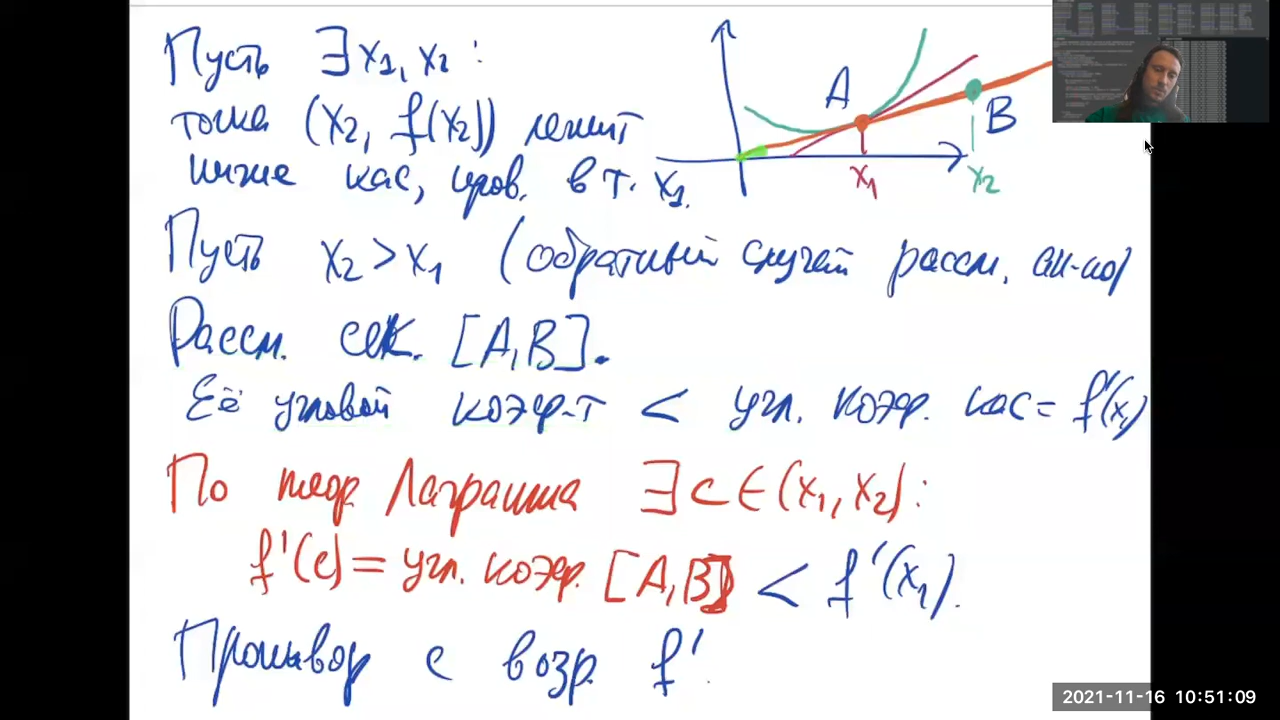 Пусть ∃ x₁, x₂ :
точка (x₂, f(x₂)) лежит
ниже кас, пров. в т. x₁.
A
B
x₁
x₂
Пусть x₂ > x₁ (обратный случай рассм. ан-но)
Рассм. сек. [A, B].
Её угловой коэф-т < угл. коэф. кас = f'(x₁)
По теор Лагранжа ∃ c ∈ (x₁, x₂) :
f'(c) = угл. коэф. [A, B] < f'(x₁).
Противор с возр. f'.
2021-11-16 10:51:09